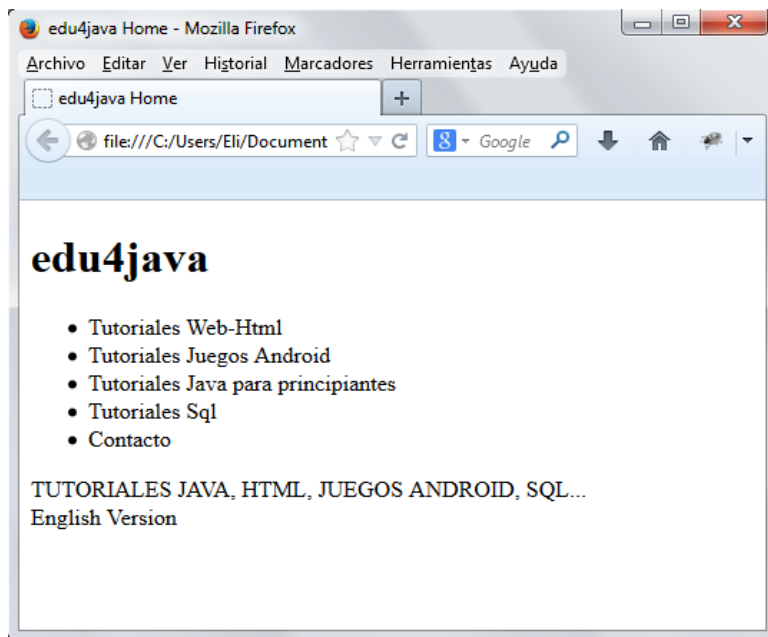 edu4java Home - Mozilla Firefox
Archivo Editar Ver Historial Marcadores Herramientas Ayuda
edu4java Home
file:///C:/Users/Eli/Document 8 Google
edu4java
Tutoriales Web-Html
Tutoriales Juegos Android
Tutoriales Java para principiantes
Tutoriales Sql
Contacto
TUTORIALES JAVA, HTML, JUEGOS ANDROID, SQL...
English Version